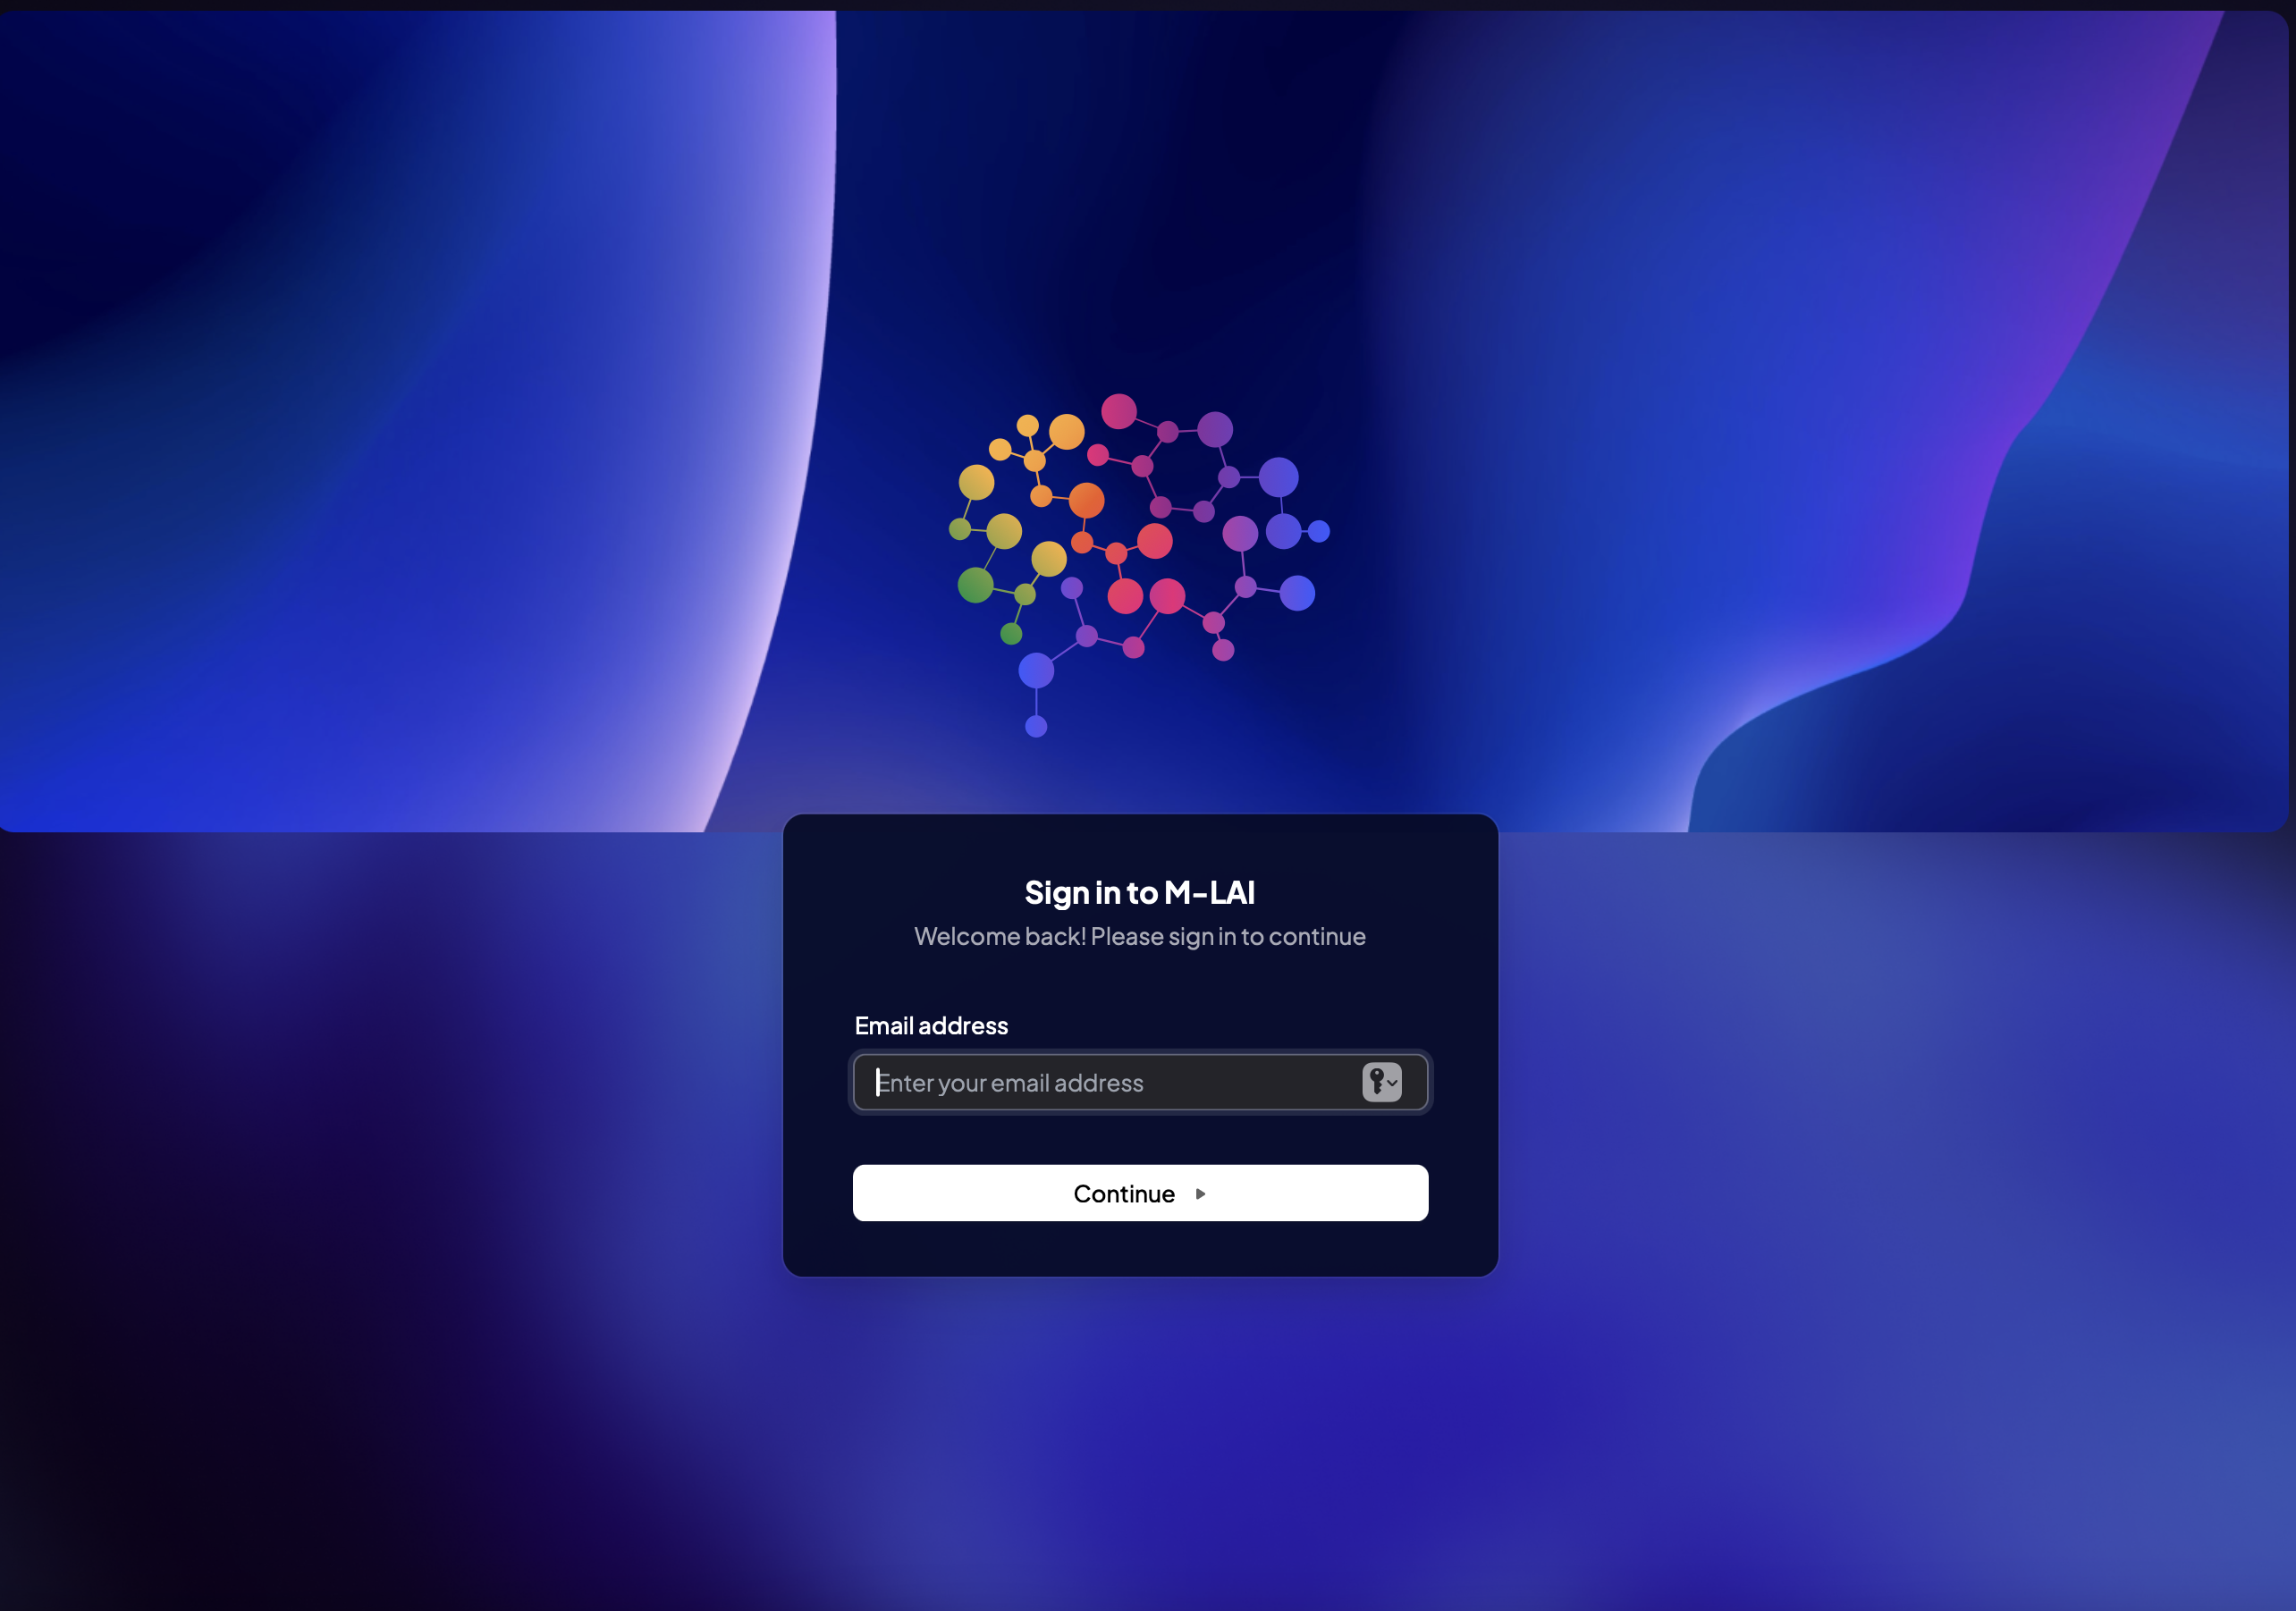 Sign in to M-LAI
Welcome back! Please sign in to continue
Email address
Enter your email address
Continue